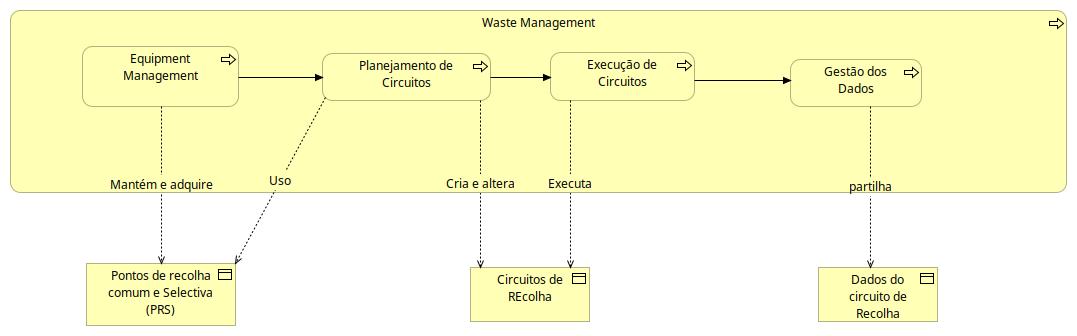 Waste Management
Equipment
Management
Planejamento de
Circuitos
Execução de
Circuitos
Gestão dos
Dados
Mantém e adquire
Uso
Cria e altera
Executa
partilha
Pontos de recolha
comum e Selectiva
(PRS)
Circuitos de
REcolha
Dados do
circuito de
Recolha